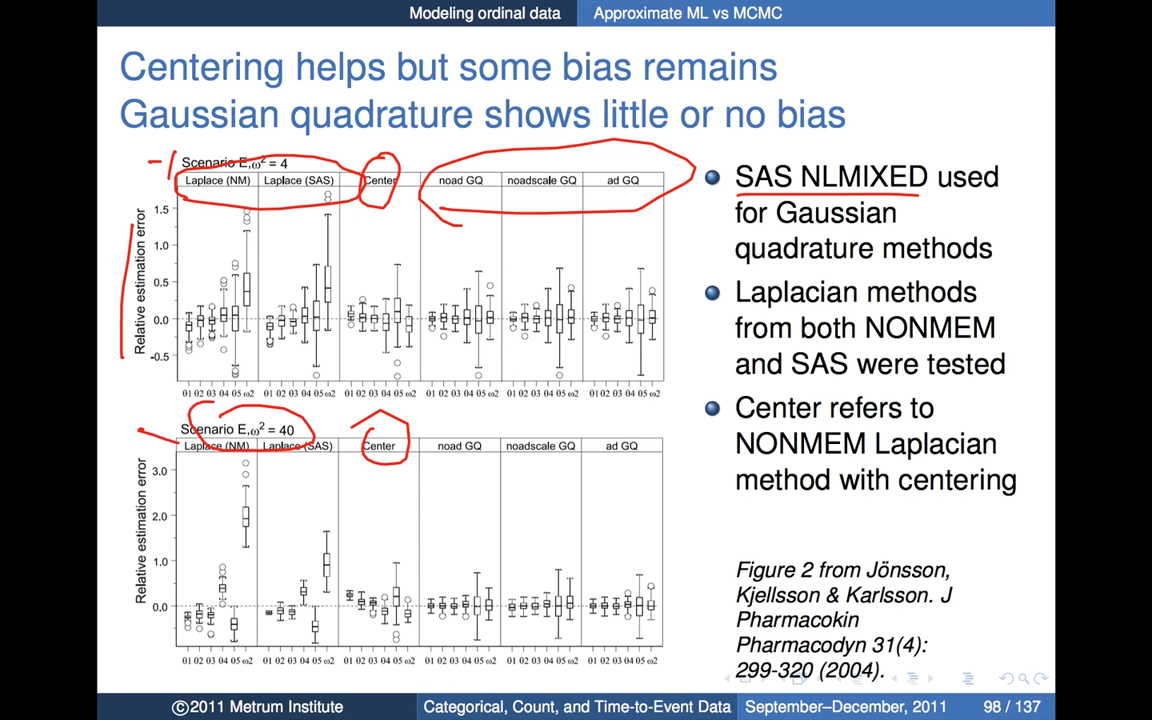 Modeling ordinal data Approximate ML vs MCMC
Centering helps but some bias remains
Gaussian quadrature shows little or no bias
Scenario E,ω² = 4
Laplace (NM) Laplace (SAS) Center noad GQ noadscale GQ ad GQ
Relative estimation error
1.5
1.0
0.5
0.0
-0.5
θ1 θ2 θ3 θ4 θ5 ω2 θ1 θ2 θ3 θ4 θ5 ω2 θ1 θ2 θ3 θ4 θ5 ω2 θ1 θ2 θ3 θ4 θ5 ω2 θ1 θ2 θ3 θ4 θ5 ω2 θ1 θ2 θ3 θ4 θ5 ω2
Scenario E,ω² = 40
Laplace (NM) Laplace (SAS) Center noad GQ noadscale GQ ad GQ
Relative estimation error
3.0
2.0
1.0
0.0
θ1 θ2 θ3 θ4 θ5 ω2 θ1 θ2 θ3 θ4 θ5 ω2 θ1 θ2 θ3 θ4 θ5 ω2 θ1 θ2 θ3 θ4 θ5 ω2 θ1 θ2 θ3 θ4 θ5 ω2 θ1 θ2 θ3 θ4 θ5 ω2
SAS NLMIXED used
for Gaussian
quadrature methods
Laplacian methods
from both NONMEM
and SAS were tested
Center refers to
NONMEM Laplacian
method with centering
Figure 2 from Jönsson,
Kjellsson & Karlsson. J
Pharmacokin
Pharmacodyn 31(4):
299-320 (2004).
©2011 Metrum Institute Categorical, Count, and Time-to-Event Data September–December, 2011 98 / 137